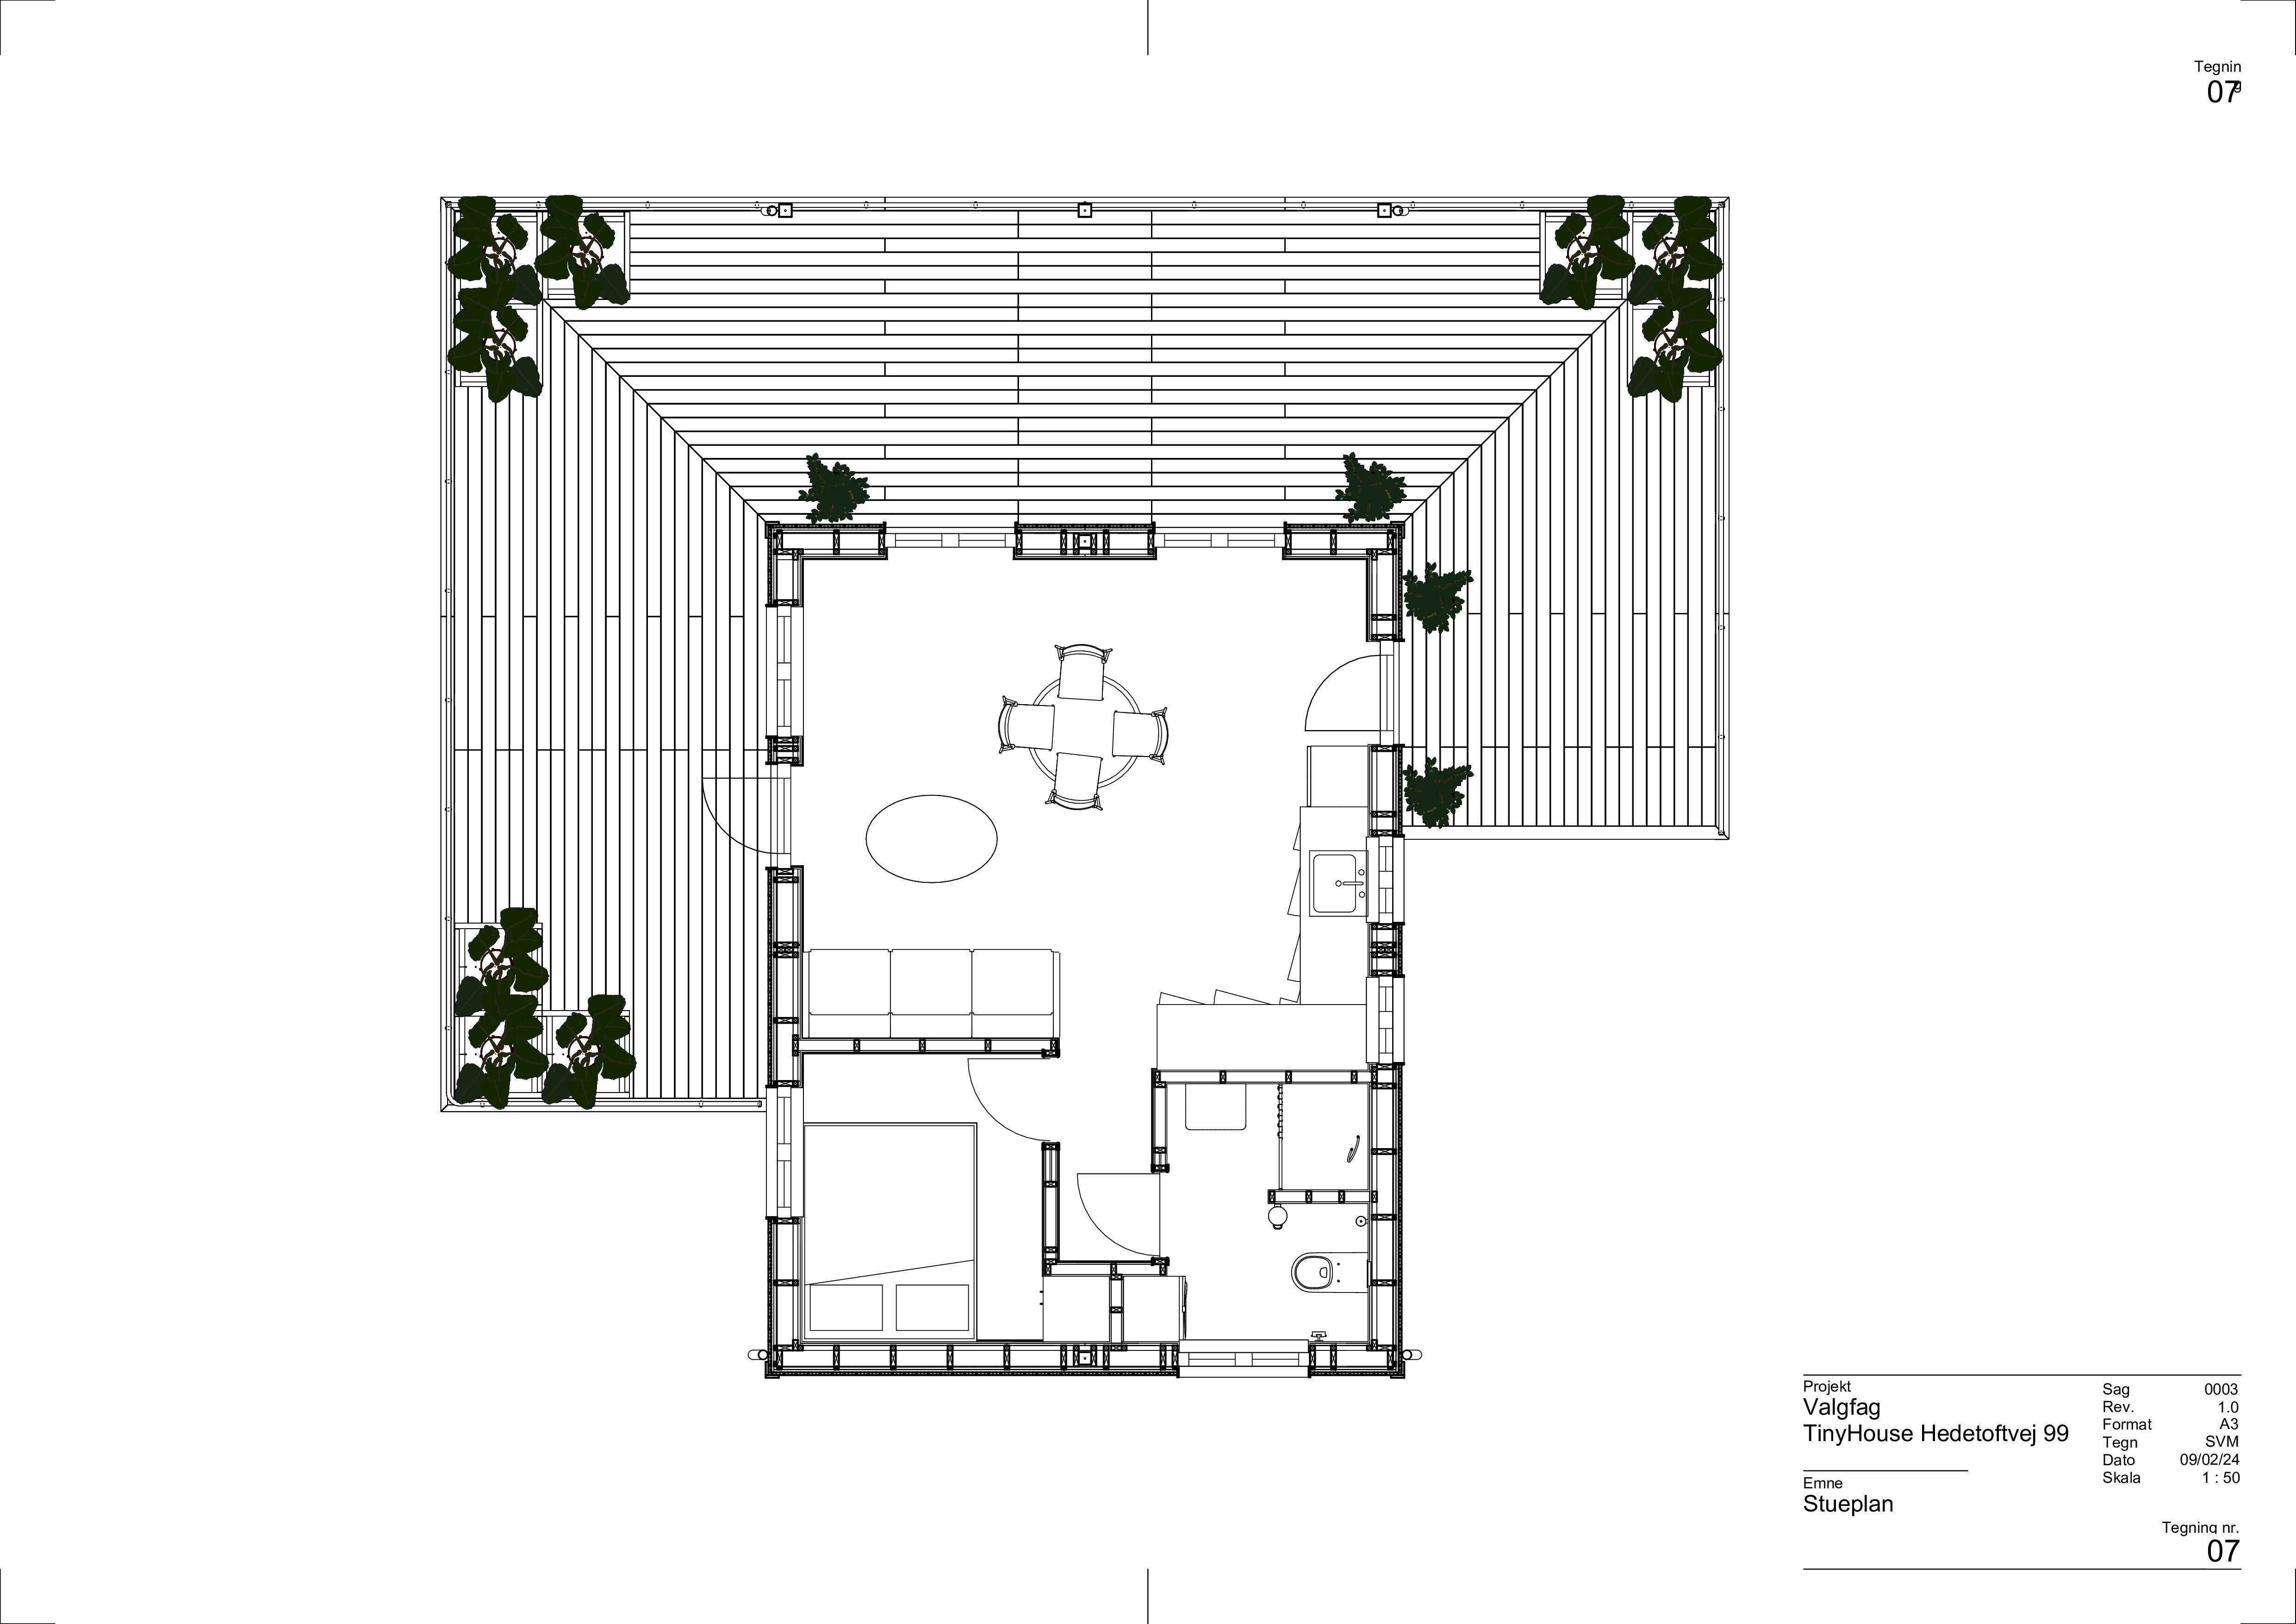 Tegnin
g
07
Projekt
Valgfag
TinyHouse Hedetoftvej 99
Emne
Stueplan
Sag 0003
Rev. 1.0
Format A3
Tegn SVM
Dato 09/02/24
Skala 1 : 50
Tegning nr.
07